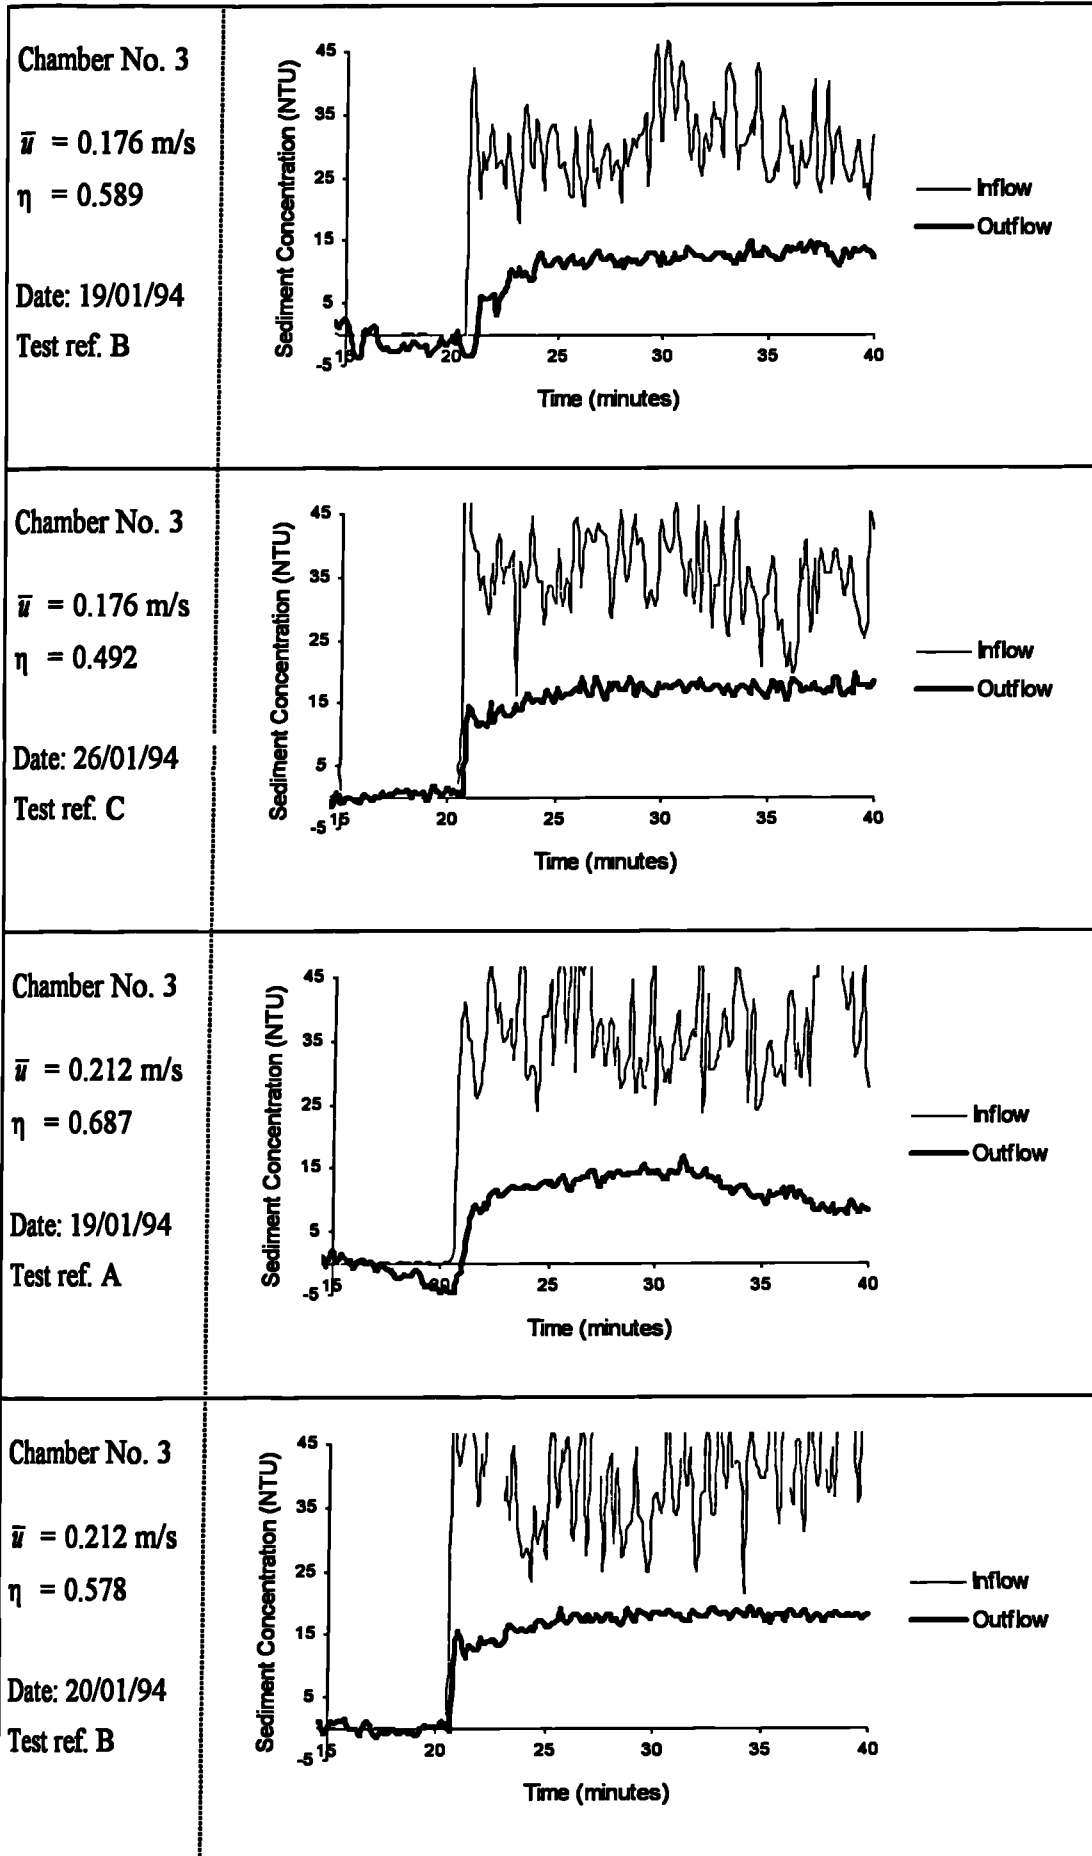 Chamber No. 3
ū = 0.176 m/s
η = 0.589
Date: 19/01/94
Test ref. B
Sediment Concentration (NTU)
45
35
25
15
5
-5
15 20 25 30 35 40
Time (minutes)
Inflow
Outflow
Chamber No. 3
ū = 0.176 m/s
η = 0.492
Date: 26/01/94
Test ref. C
Sediment Concentration (NTU)
45
35
25
15
5
-5
15 20 25 30 35 40
Time (minutes)
Inflow
Outflow
Chamber No. 3
ū = 0.212 m/s
η = 0.687
Date: 19/01/94
Test ref. A
Sediment Concentration (NTU)
45
35
25
15
5
-5
15 20 25 30 35 40
Time (minutes)
Inflow
Outflow
Chamber No. 3
ū = 0.212 m/s
η = 0.578
Date: 20/01/94
Test ref. B
Sediment Concentration (NTU)
45
35
25
15
5
-5
15 20 25 30 35 40
Time (minutes)
Inflow
Outflow